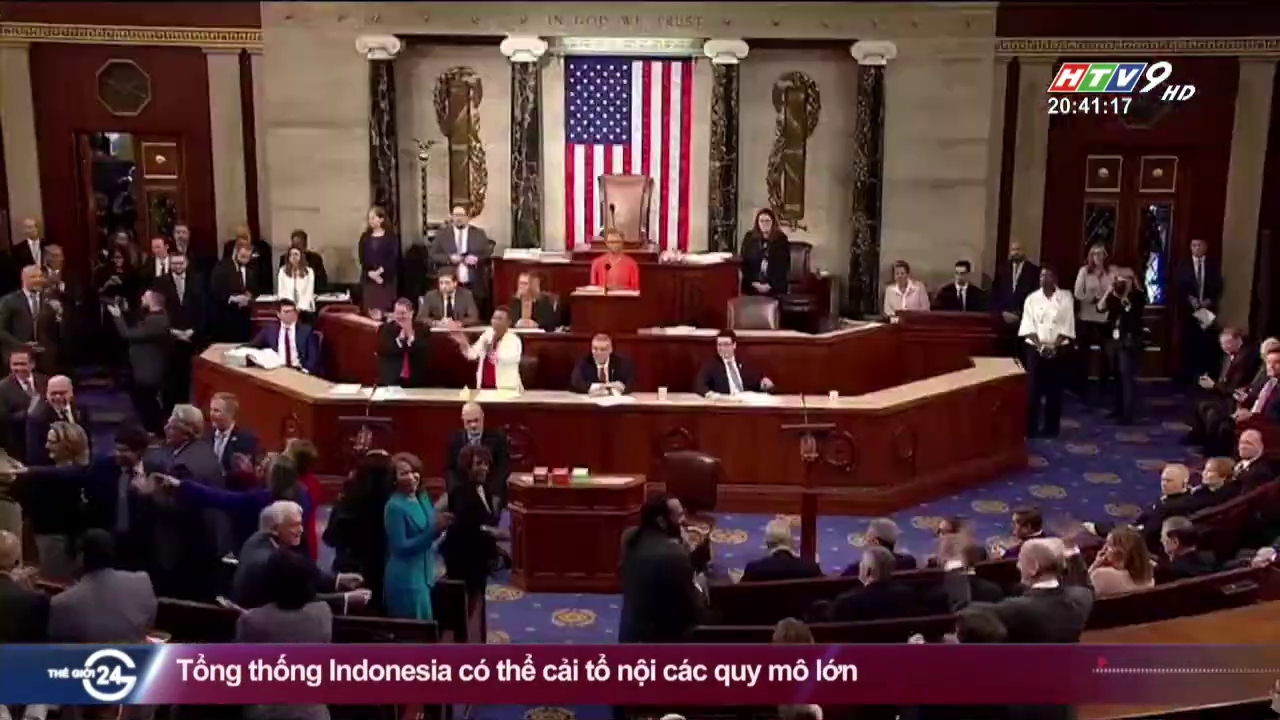 IN GOD WE TRUST
HTV9 HD
20:41:17
THẾ GIỚI 24G
Tổng thống Indonesia có thể cải tổ nội các quy mô lớn